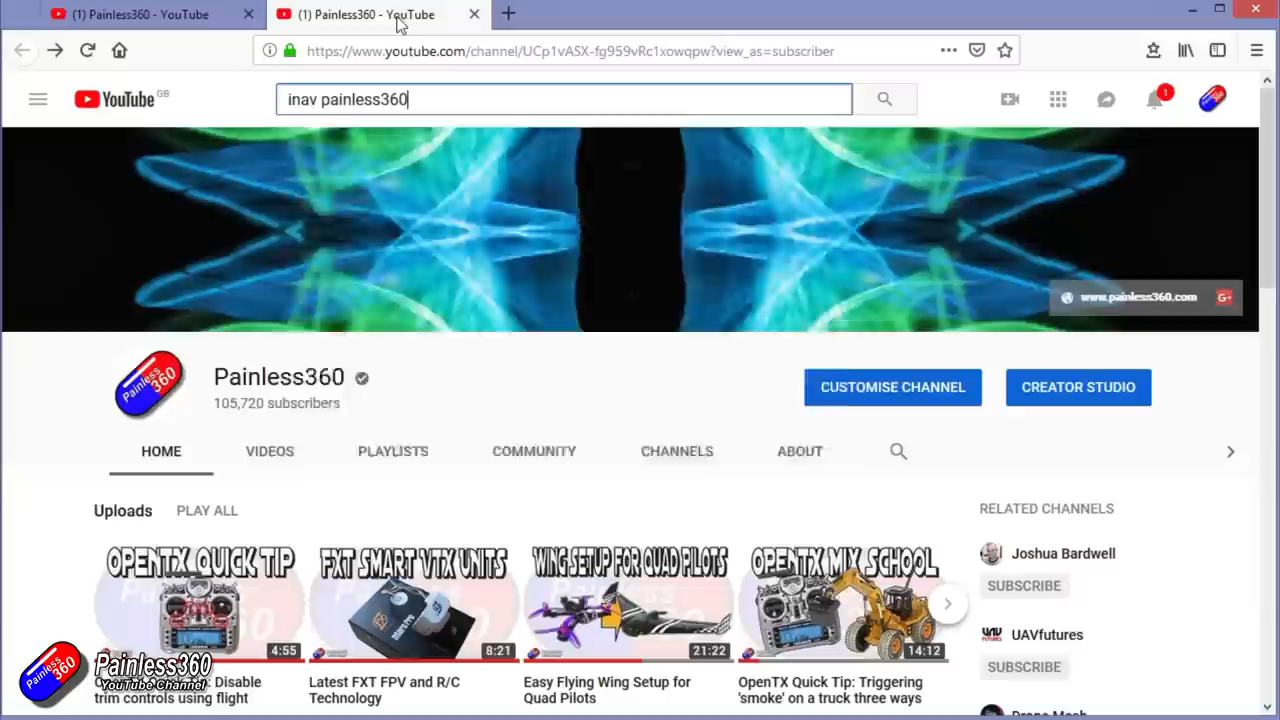 (1) Painless360 - YouTube
(1) Painless360 - YouTube
https://www.youtube.com/channel/UCp1vASX-fg959vRc1xowqpw?view_as=subscriber
YouTube GB
inav painless360
1
www.painless360.com G+
Painless 360
Painless360
105,720 subscribers
CUSTOMISE CHANNEL
CREATOR STUDIO
HOME
VIDEOS
PLAYLISTS
COMMUNITY
CHANNELS
ABOUT
Uploads
PLAY ALL
RELATED CHANNELS
OPENTX QUICK TIP
FXT SMART VTX UNITS
WING SETUP FOR QUAD PILOTS
OPENTX MIX SCHOOL
4:55
8:21
21:22
14:12
Joshua Bardwell
SUBSCRIBE
UAVfutures
SUBSCRIBE
Disable
trim controls using flight
Latest FXT FPV and R/C
Technology
Easy Flying Wing Setup for
Quad Pilots
OpenTX Quick Tip: Triggering
'smoke' on a truck three ways
Painless 360
Painless360
YouTube Channel